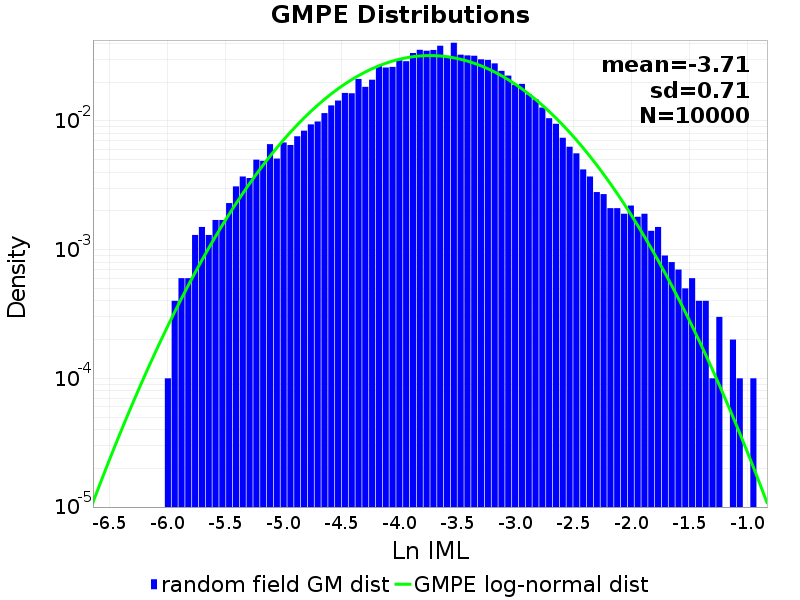 GMPE Distributions
mean=-3.71
sd=0.71
N=10000
Density
10-2
10-3
10-4
10-5
-6.5 -6.0 -5.5 -5.0 -4.5 -4.0 -3.5 -3.0 -2.5 -2.0 -1.5 -1.0
Ln IML
random field GM dist GMPE log-normal dist